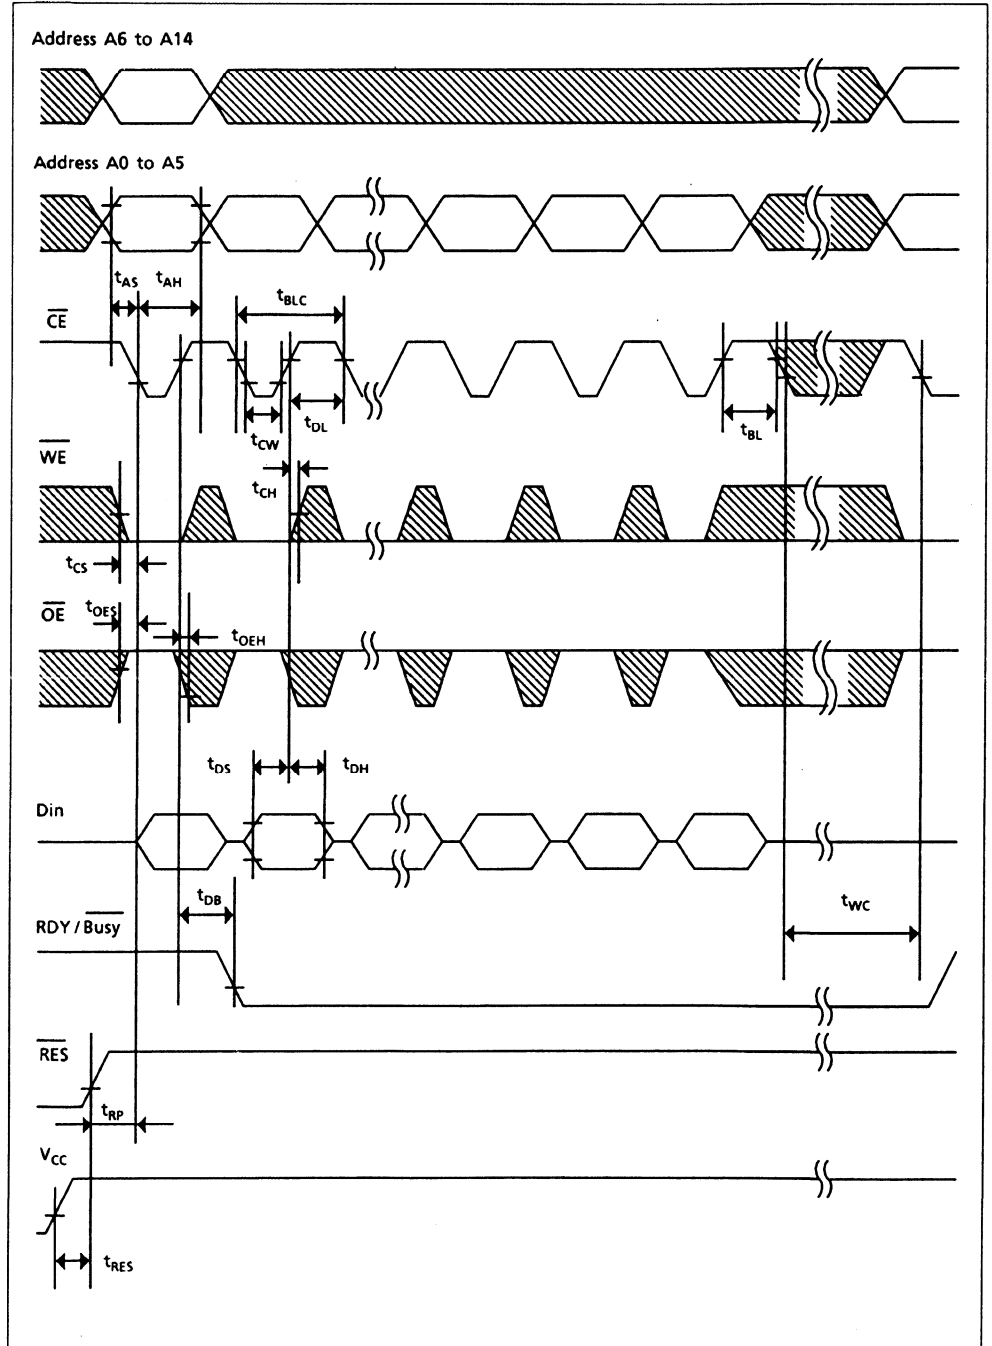 Address A6 to A14
Address A0 to A5
tAS tAH
tBLC
CE
tDL
tCW
tBL
WE
tCH
tCS
OE
tOES
tOEH
tDS
tDH
Din
tDB
tWC
RDY / Busy
RES
tRP
VCC
tRES